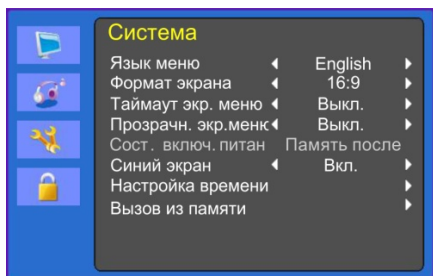 Система
Язык меню English
Формат экрана 16:9
Таймаут экр. меню Выкл.
Прозрачн. экр.менк Выкл.
Сост. включ.питан Память после
Синий экран Вкл.
Настройка времени
Вызов из памяти